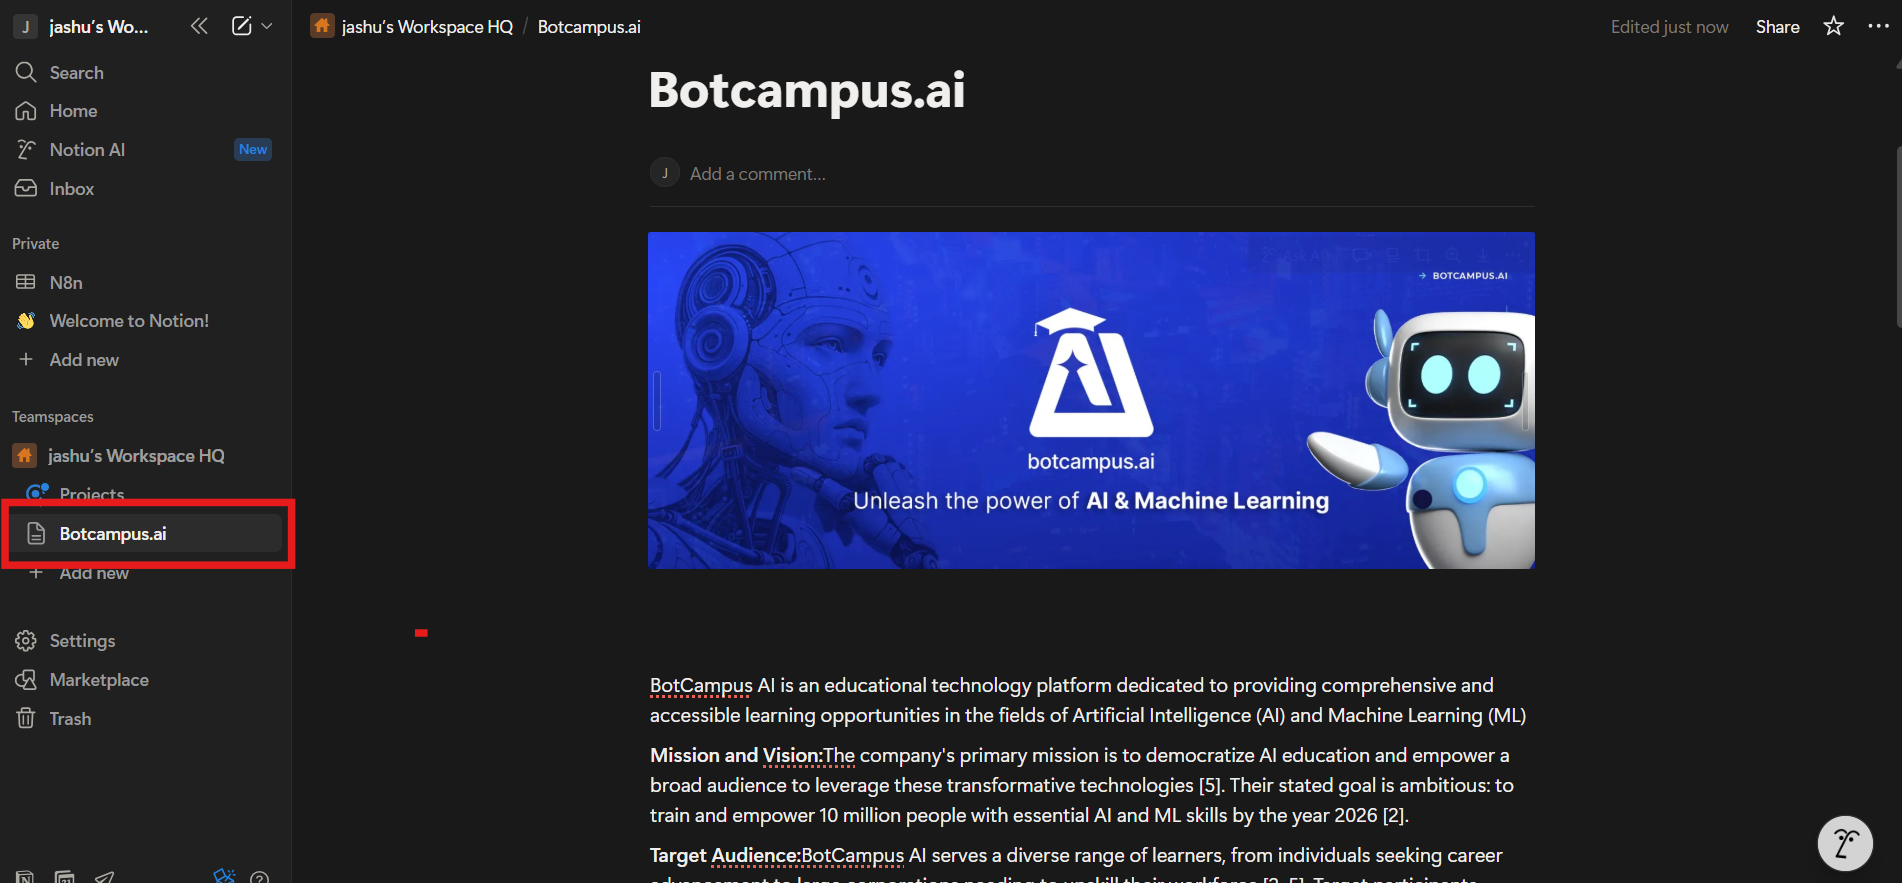 J jashu's Wo...
Search
Home
Notion AI New
Inbox
Private
N8n
Welcome to Notion!
Add new
Teamspaces
jashu's Workspace HQ
Projects
Botcampus.ai
Add new
Settings
Marketplace
Trash
jashu's Workspace HQ / Botcampus.ai
Edited just now Share
Botcampus.ai
J Add a comment...
BOTCAMPUS.AI
botcampus.ai
Unleash the power of AI & Machine Learning
BotCampus AI is an educational technology platform dedicated to providing comprehensive and
accessible learning opportunities in the fields of Artificial Intelligence (AI) and Machine Learning (ML)
Mission and Vision:The company's primary mission is to democratize AI education and empower a
broad audience to leverage these transformative technologies [5]. Their stated goal is ambitious: to
train and empower 10 million people with essential AI and ML skills by the year 2026 [2].
Target Audience:BotCampus AI serves a diverse range of learners, from individuals seeking career